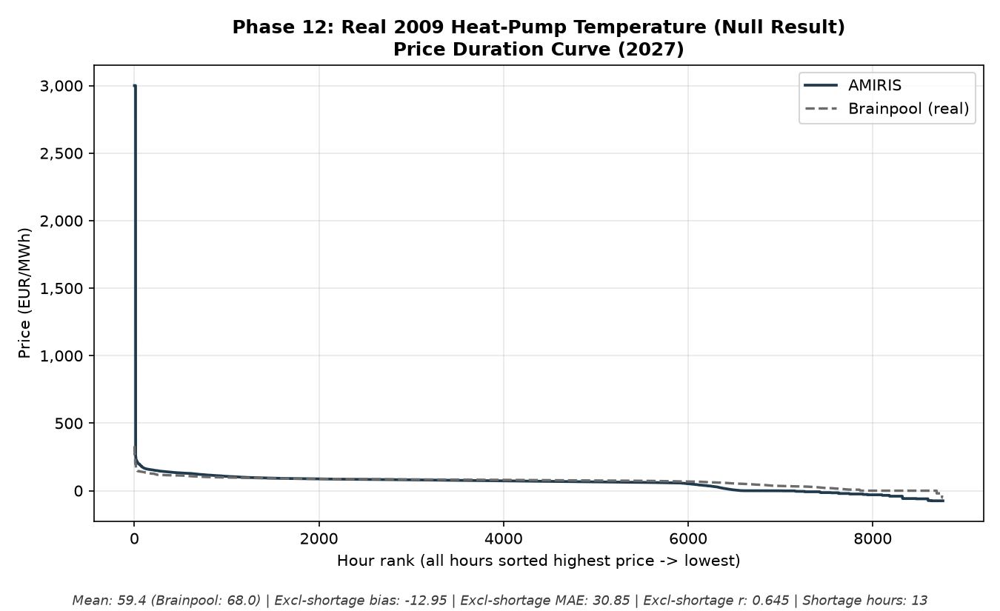 Phase 12: Real 2009 Heat-Pump Temperature (Null Result)
Price Duration Curve (2027)
AMIRIS
Brainpool (real)
Price (EUR/MWh)
3,000
2,500
2,000
1,500
1,000
500
0
0
2000
4000
6000
8000
Hour rank (all hours sorted highest price -> lowest)
Mean: 59.4 (Brainpool: 68.0) | Excl-shortage bias: -12.95 | Excl-shortage MAE: 30.85 | Excl-shortage r: 0.645 | Shortage hours: 13